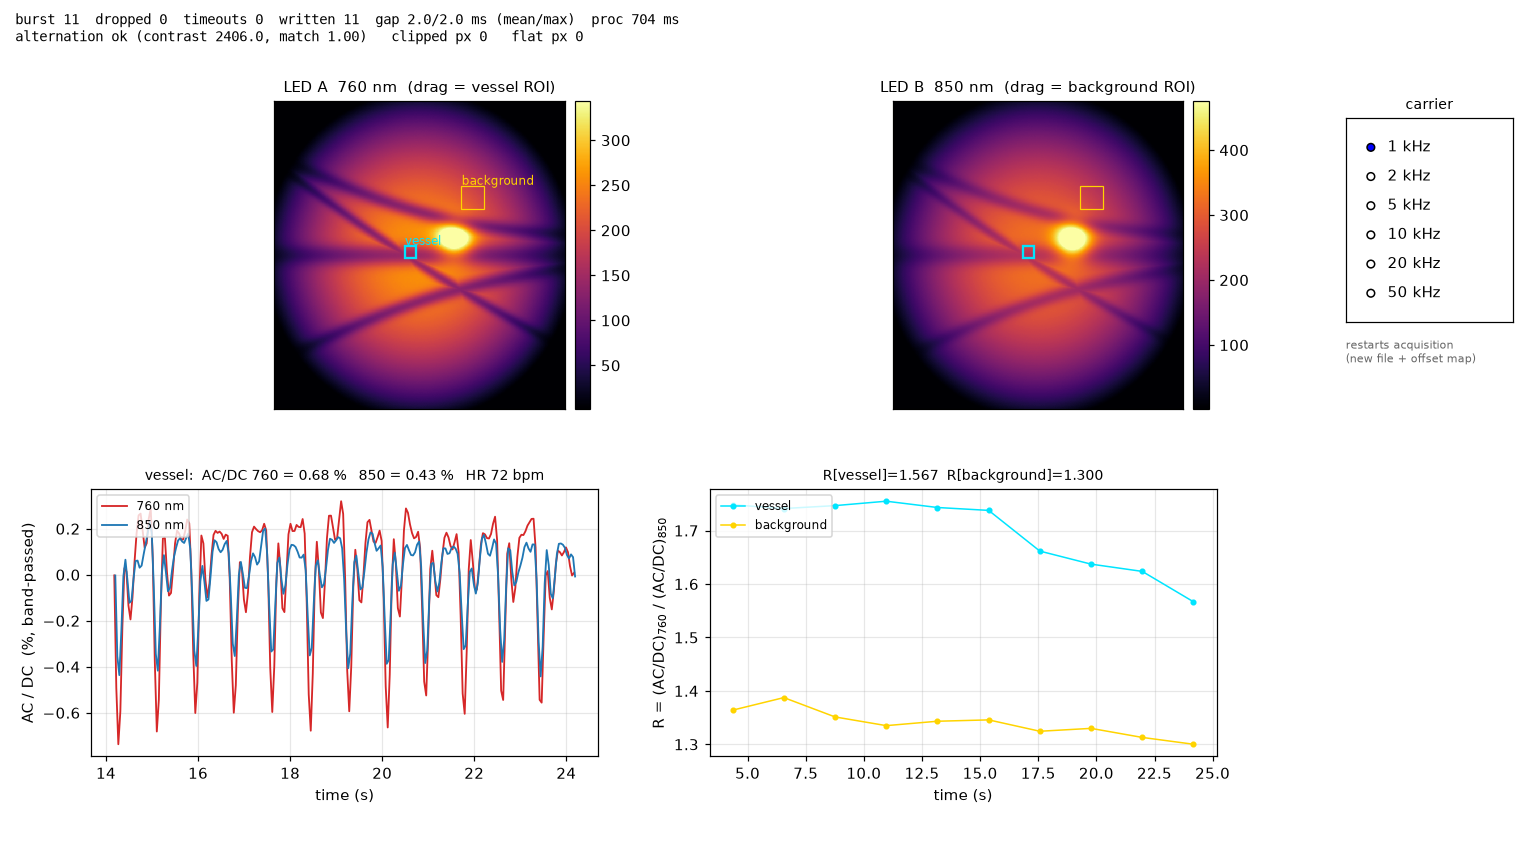 burst 11  dropped 0  timeouts 0  written 11  gap 2.0/2.0 ms (mean/max)  proc 704 ms
alternation ok (contrast 2406.0, match 1.00)   clipped px 0   flat px 0
LED A  760 nm  (drag = vessel ROI)
background
vessel
300
250
200
150
100
50
LED B  850 nm  (drag = background ROI)
400
300
200
100
carrier
1 kHz
2 kHz
5 kHz
10 kHz
20 kHz
50 kHz
restarts acquisition
(new file + offset map)
vessel:  AC/DC 760 = 0.68 %   850 = 0.43 %   HR 72 bpm
760 nm
850 nm
AC / DC  (%, band-passed)
0.2
0.0
−0.2
−0.4
−0.6
14 16 18 20 22 24
time (s)
R[vessel]=1.567  R[background]=1.300
vessel
background
R = (AC/DC)760 / (AC/DC)850
1.7
1.6
1.5
1.4
1.3
5.0 7.5 10.0 12.5 15.0 17.5 20.0 22.5 25.0
time (s)